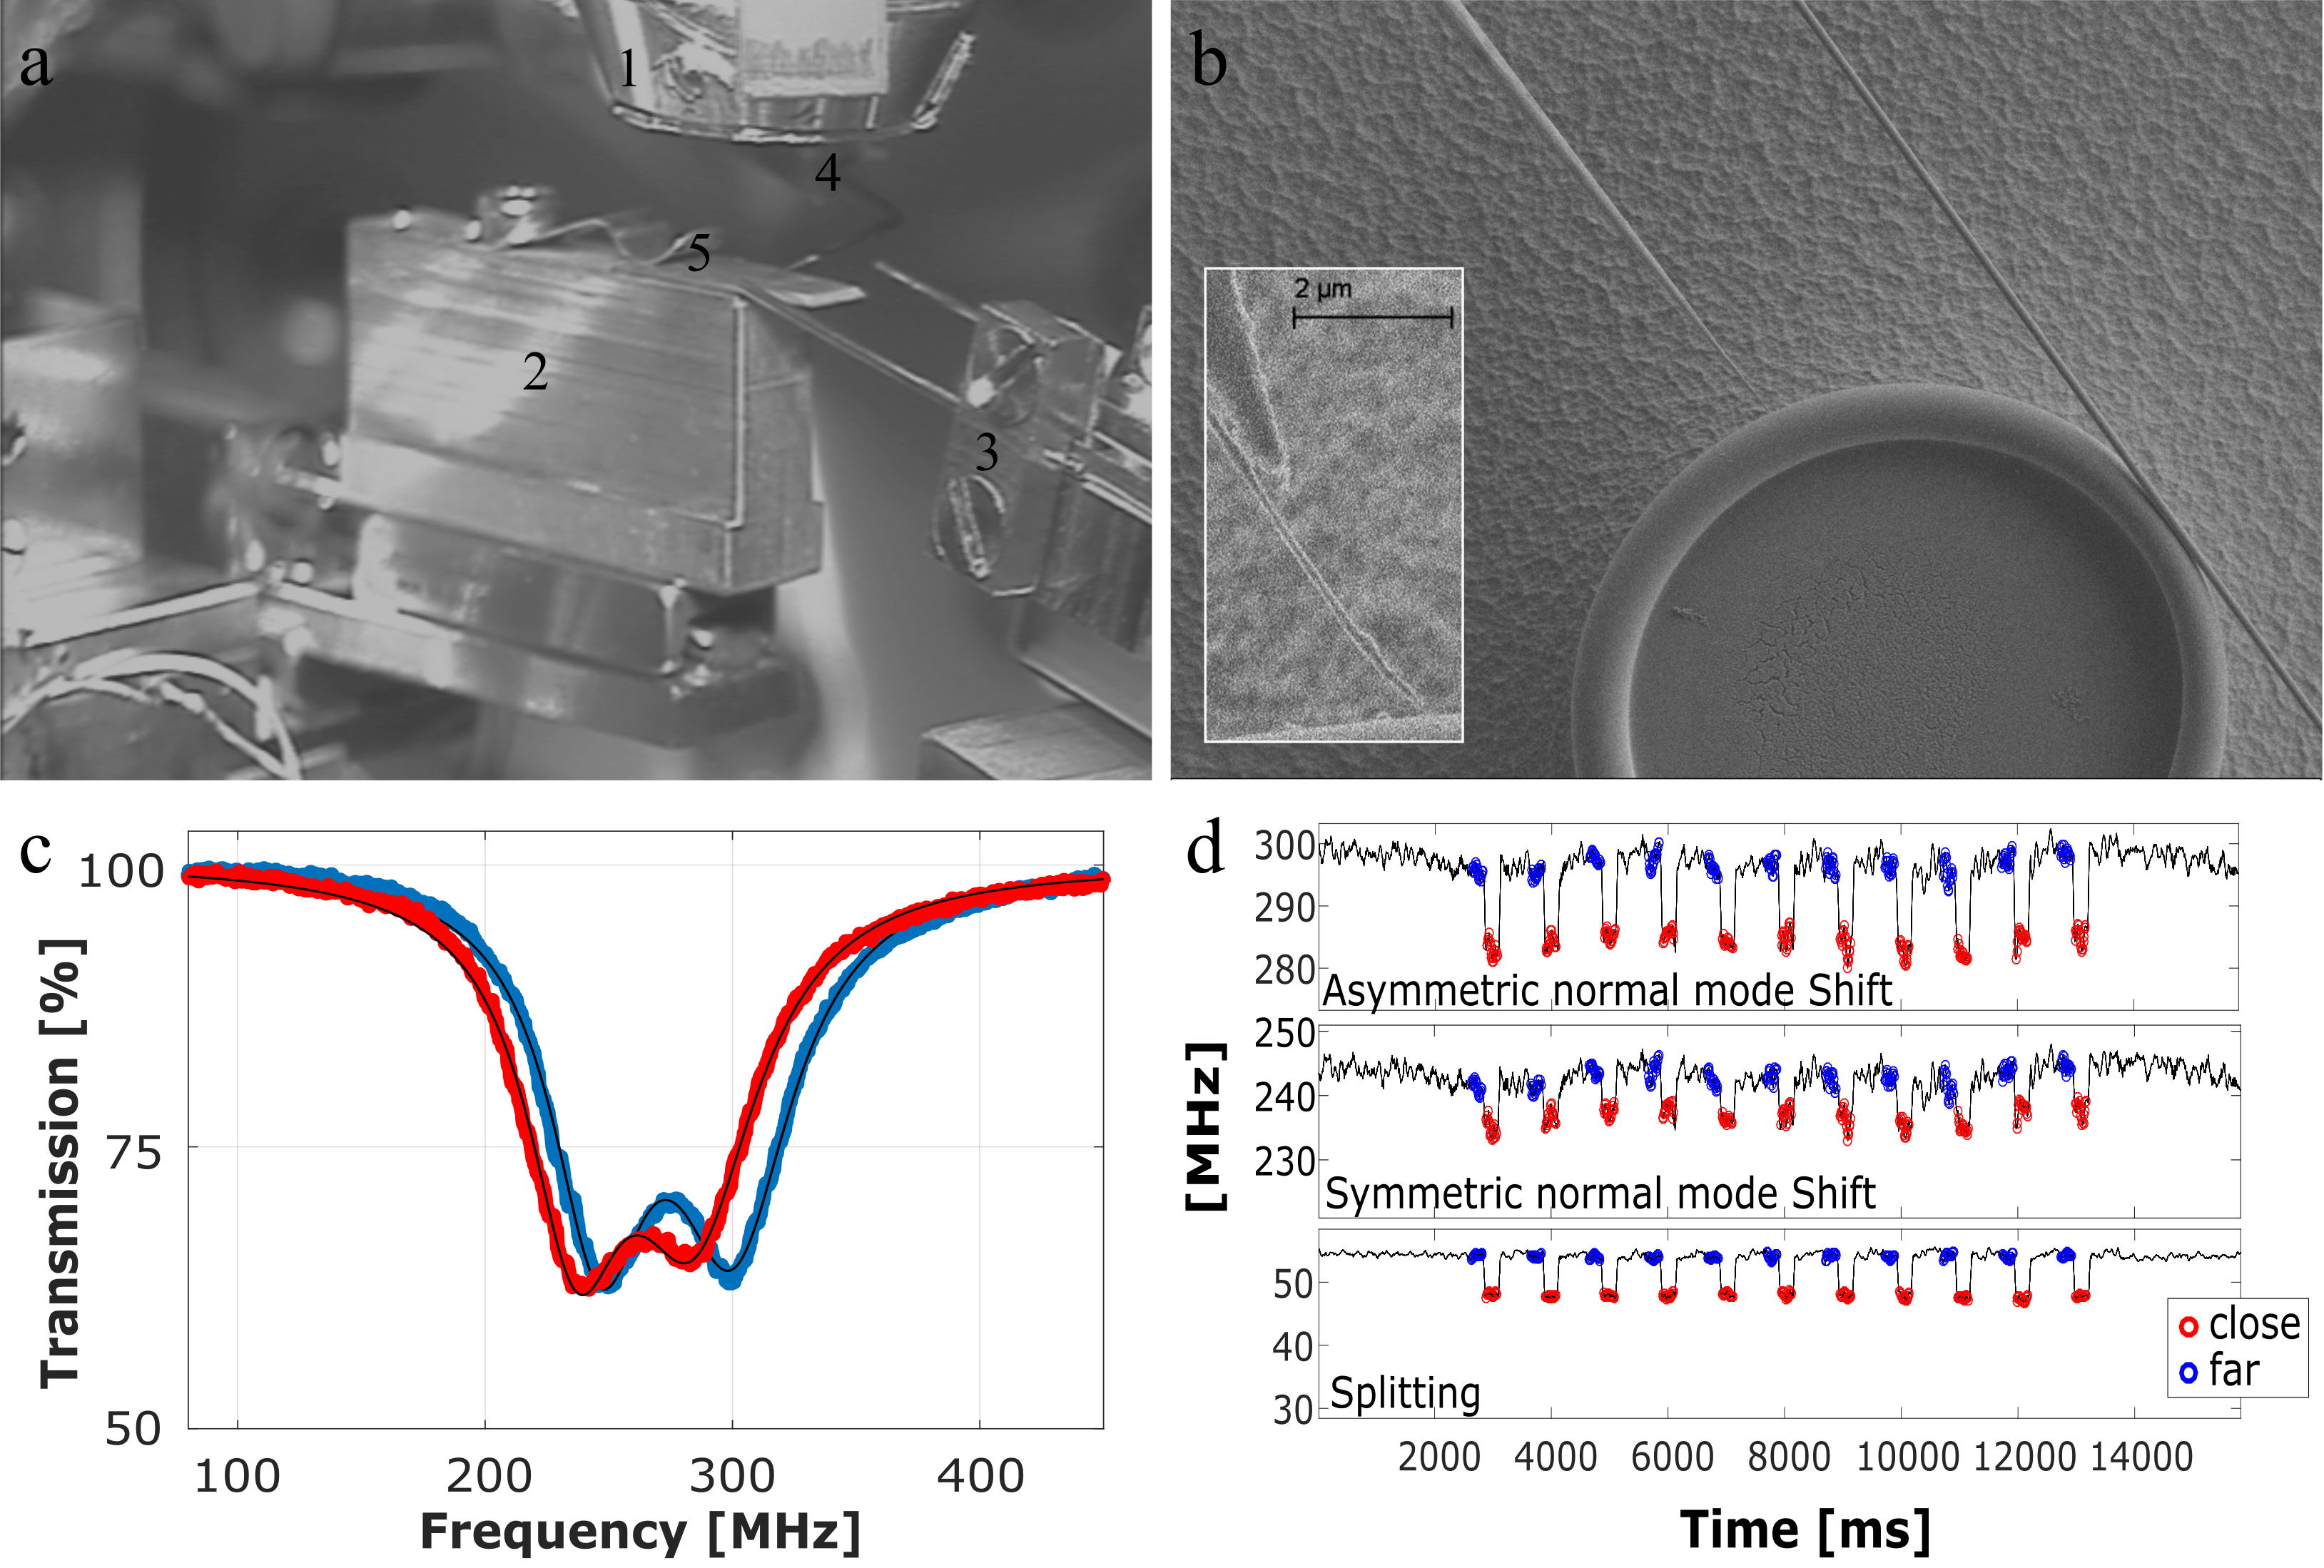 a
1
4
5
2
3
b
2 μm
c
100
75
50
Transmission [%]
100 200 300 400
Frequency [MHz]
d
300
290
280
Asymmetric normal mode Shift
250
240
230
Symmetric normal mode Shift
[MHz]
50
40
30
Splitting
close
far
2000 4000 6000 8000 10000 12000 14000
Time [ms]